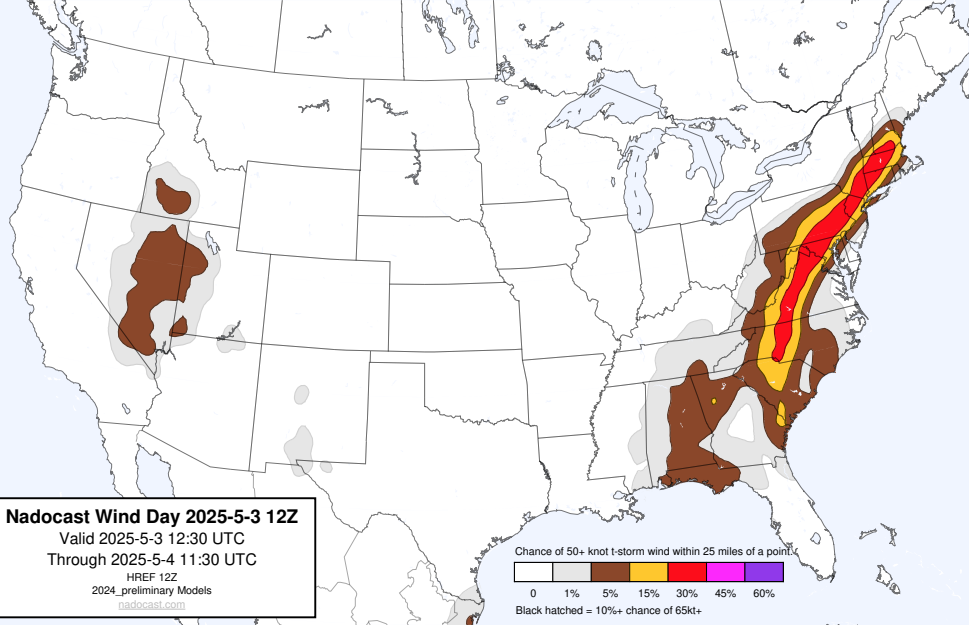 Nadocast Wind Day 2025-5-3 12Z
Valid 2025-5-3 12:30 UTC
Through 2025-5-4 11:30 UTC
HREF 12Z
2024_preliminary Models
nadocast.com
Chance of 50+ knot t-storm wind within 25 miles of a point.
0 1% 5% 15% 30% 45% 60%
Black hatched = 10%+ chance of 65kt+